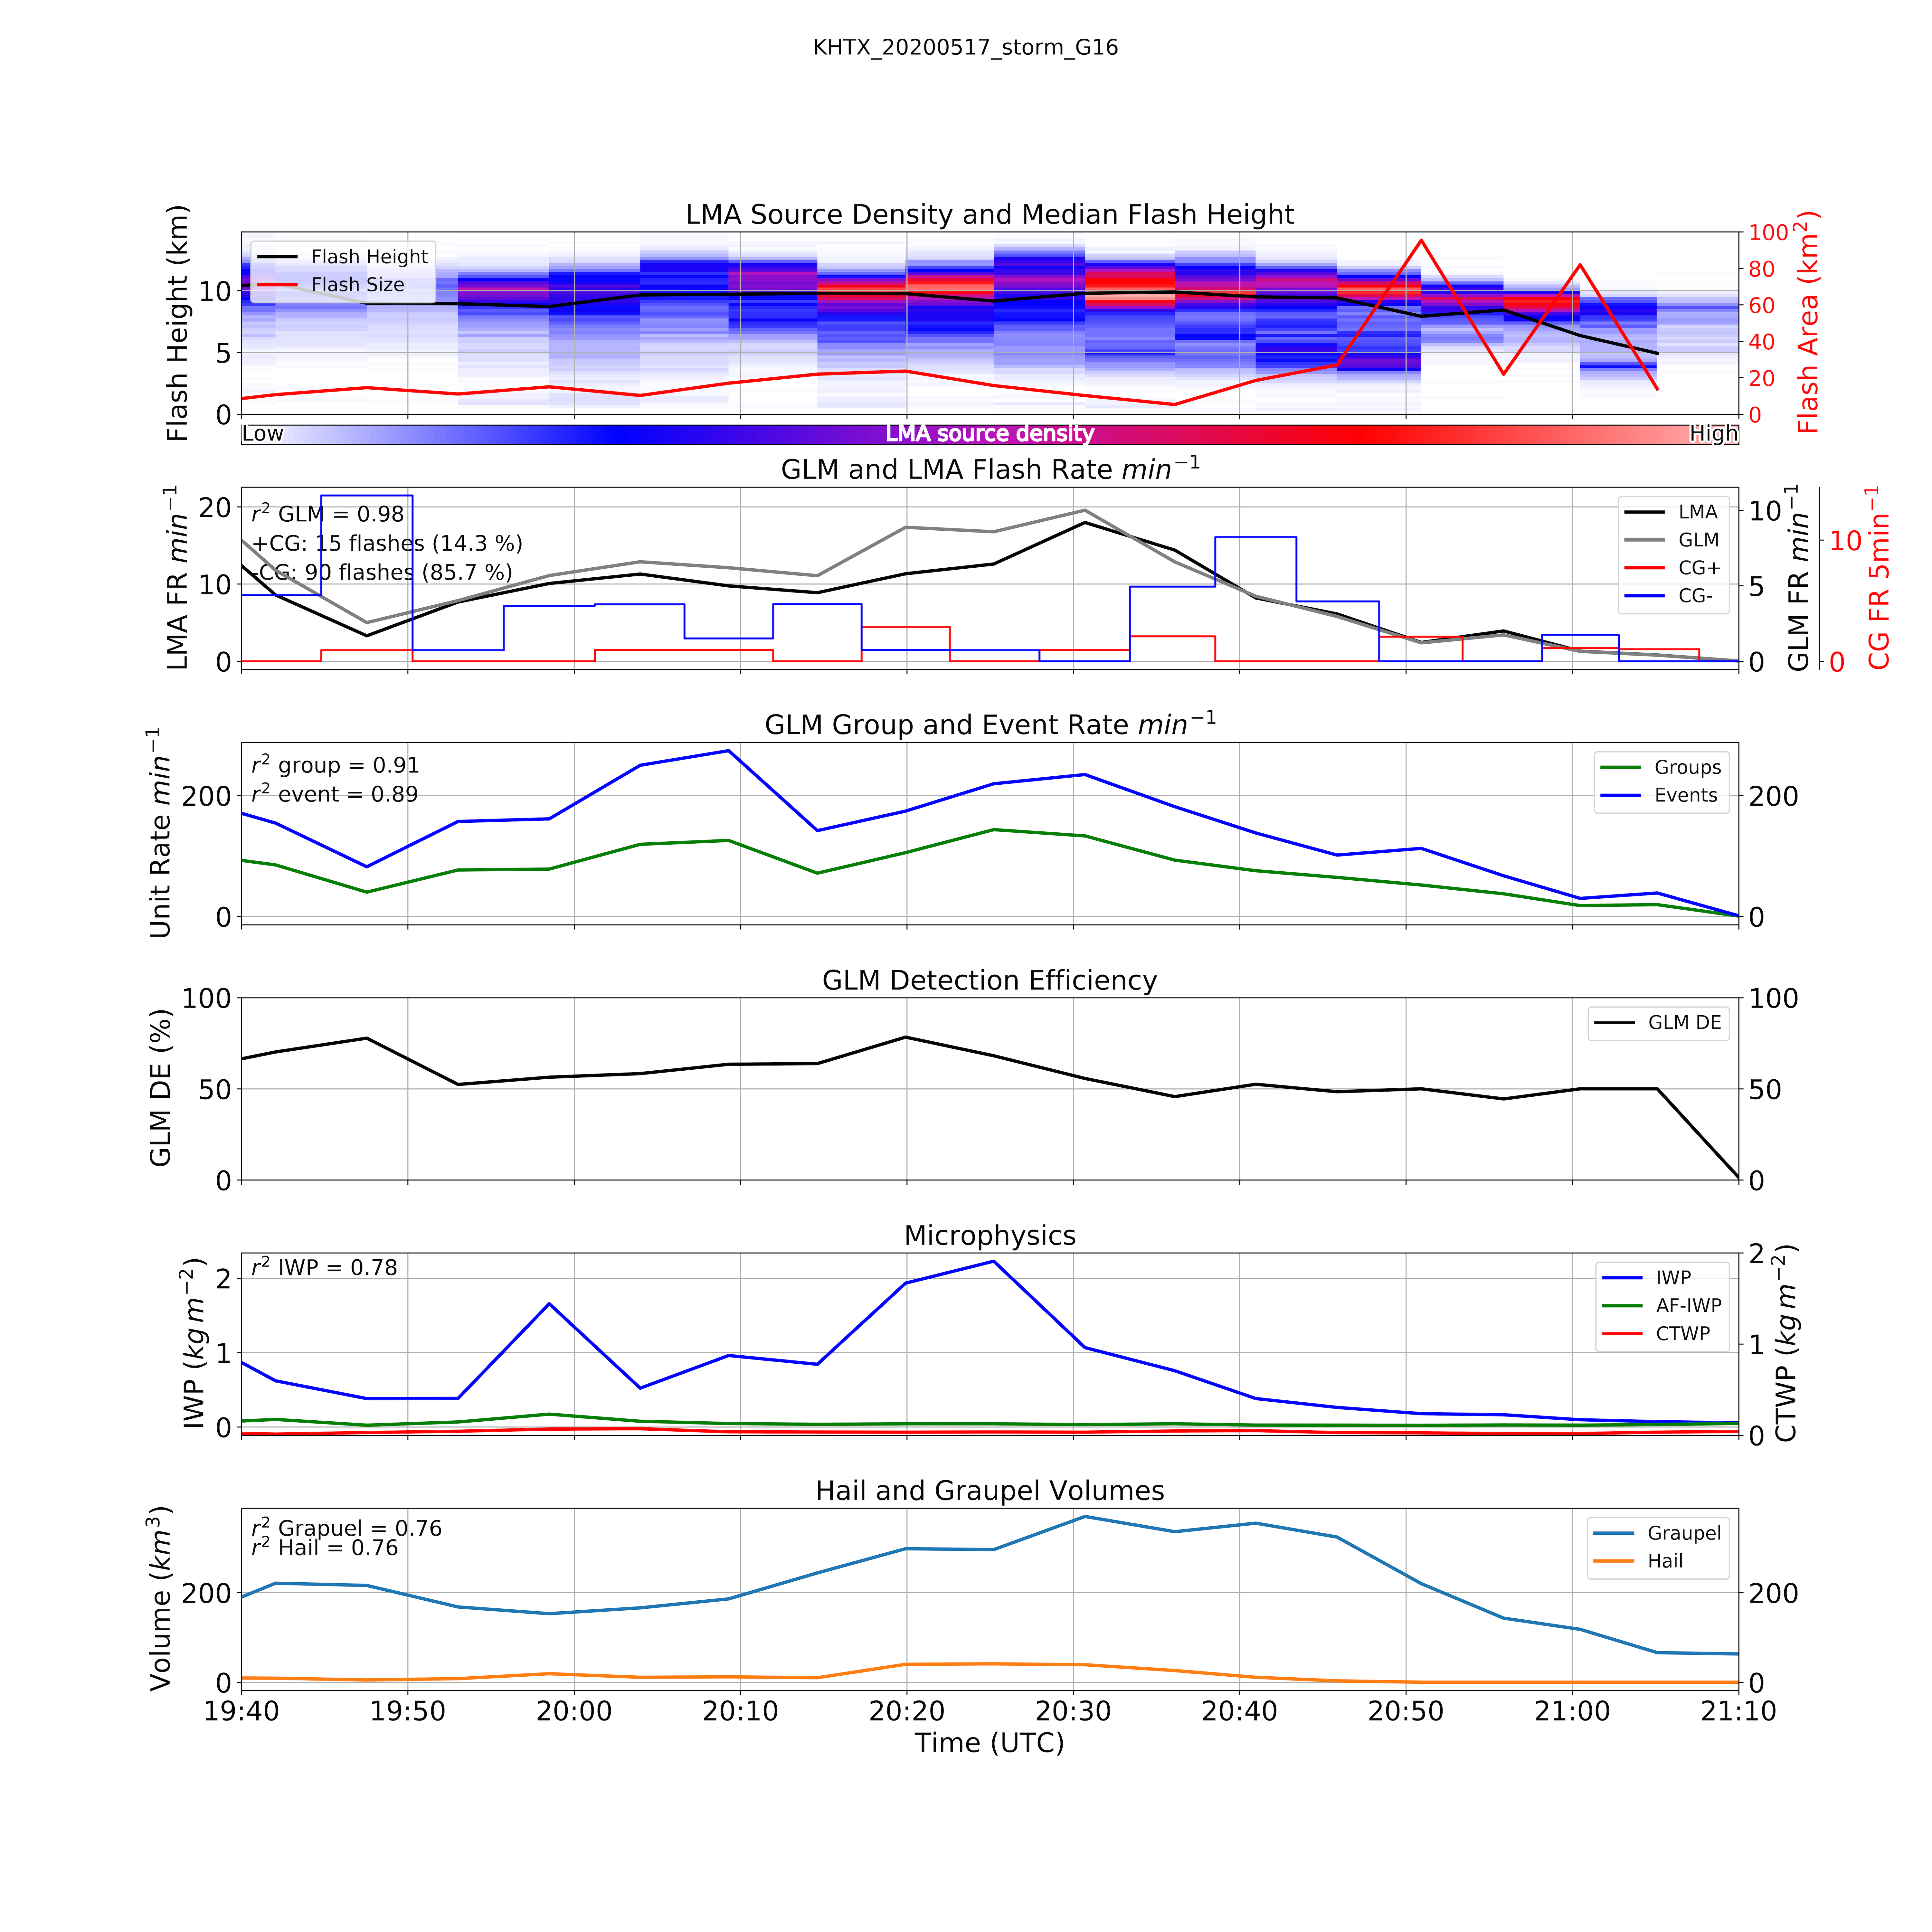 KHTX_20200517_storm_G16
LMA Source Density and Median Flash Height
Flash Height (km)
10
5
0
Flash Height
Flash Size
100
80
60
40
20
0
Flash Area (km²)
Low
LMA source density
High
GLM and LMA Flash Rate min⁻¹
LMA FR min⁻¹
20
10
0
r² GLM = 0.98
+CG: 15 flashes (14.3 %)
-CG: 90 flashes (85.7 %)
LMA
GLM
CG+
CG-
10
5
0
GLM FR min⁻¹
10
0
CG FR 5min⁻¹
GLM Group and Event Rate min⁻¹
Unit Rate min⁻¹
200
0
r² group = 0.91
r² event = 0.89
Groups
Events
200
0
GLM Detection Efficiency
GLM DE (%)
100
50
0
GLM DE
100
50
0
Microphysics
IWP (kg m⁻²)
2
1
0
r² IWP = 0.78
IWP
AF-IWP
CTWP
2
1
0
CTWP (kg m⁻²)
Hail and Graupel Volumes
Volume (km³)
200
0
r² Grapuel = 0.76
r² Hail = 0.76
Graupel
Hail
200
0
19:40 19:50 20:00 20:10 20:20 20:30 20:40 20:50 21:00 21:10
Time (UTC)